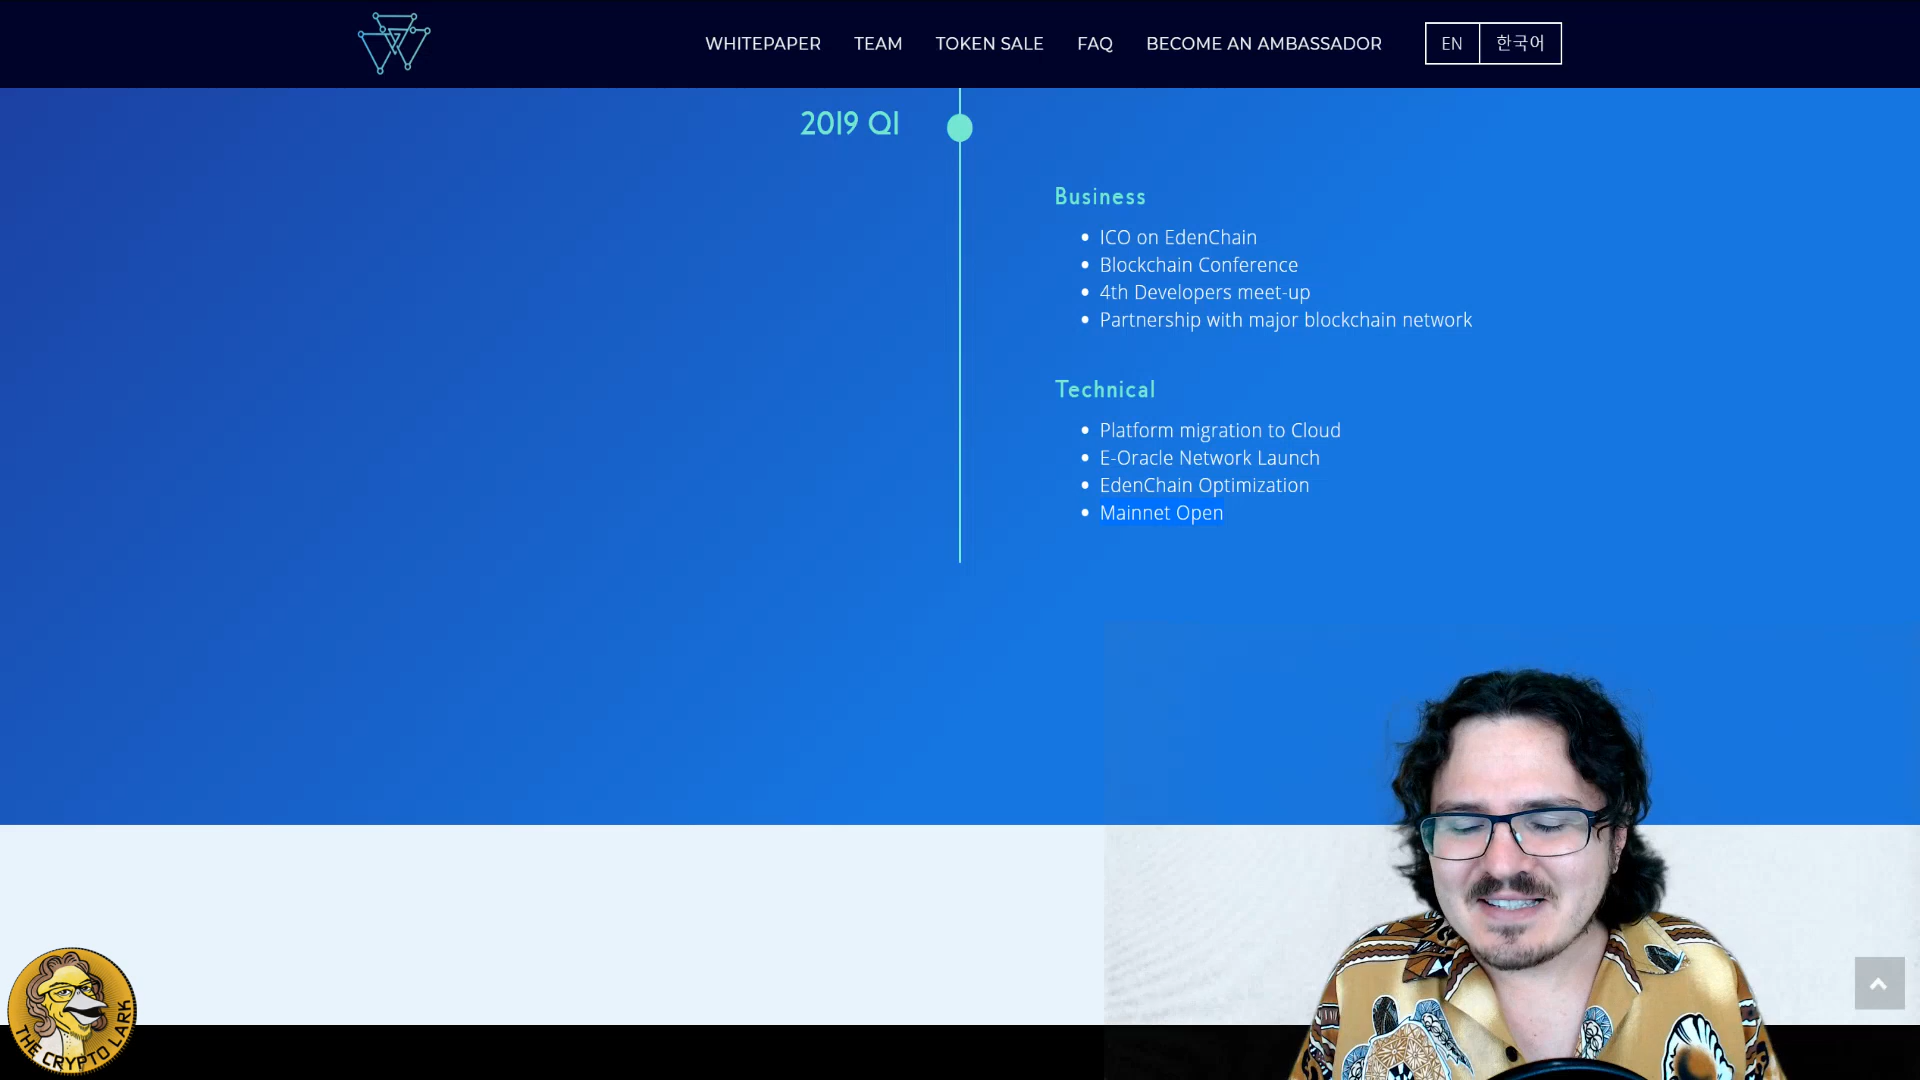 WHITEPAPER TEAM TOKEN SALE FAQ BECOME AN AMBASSADOR EN 한국어
2019 Q1
Business
ICO on EdenChain
Blockchain Conference
4th Developers meet-up
Partnership with major blockchain network
Technical
Platform migration to Cloud
E-Oracle Network Launch
EdenChain Optimization
Mainnet Open
THE CRYPTO LARK